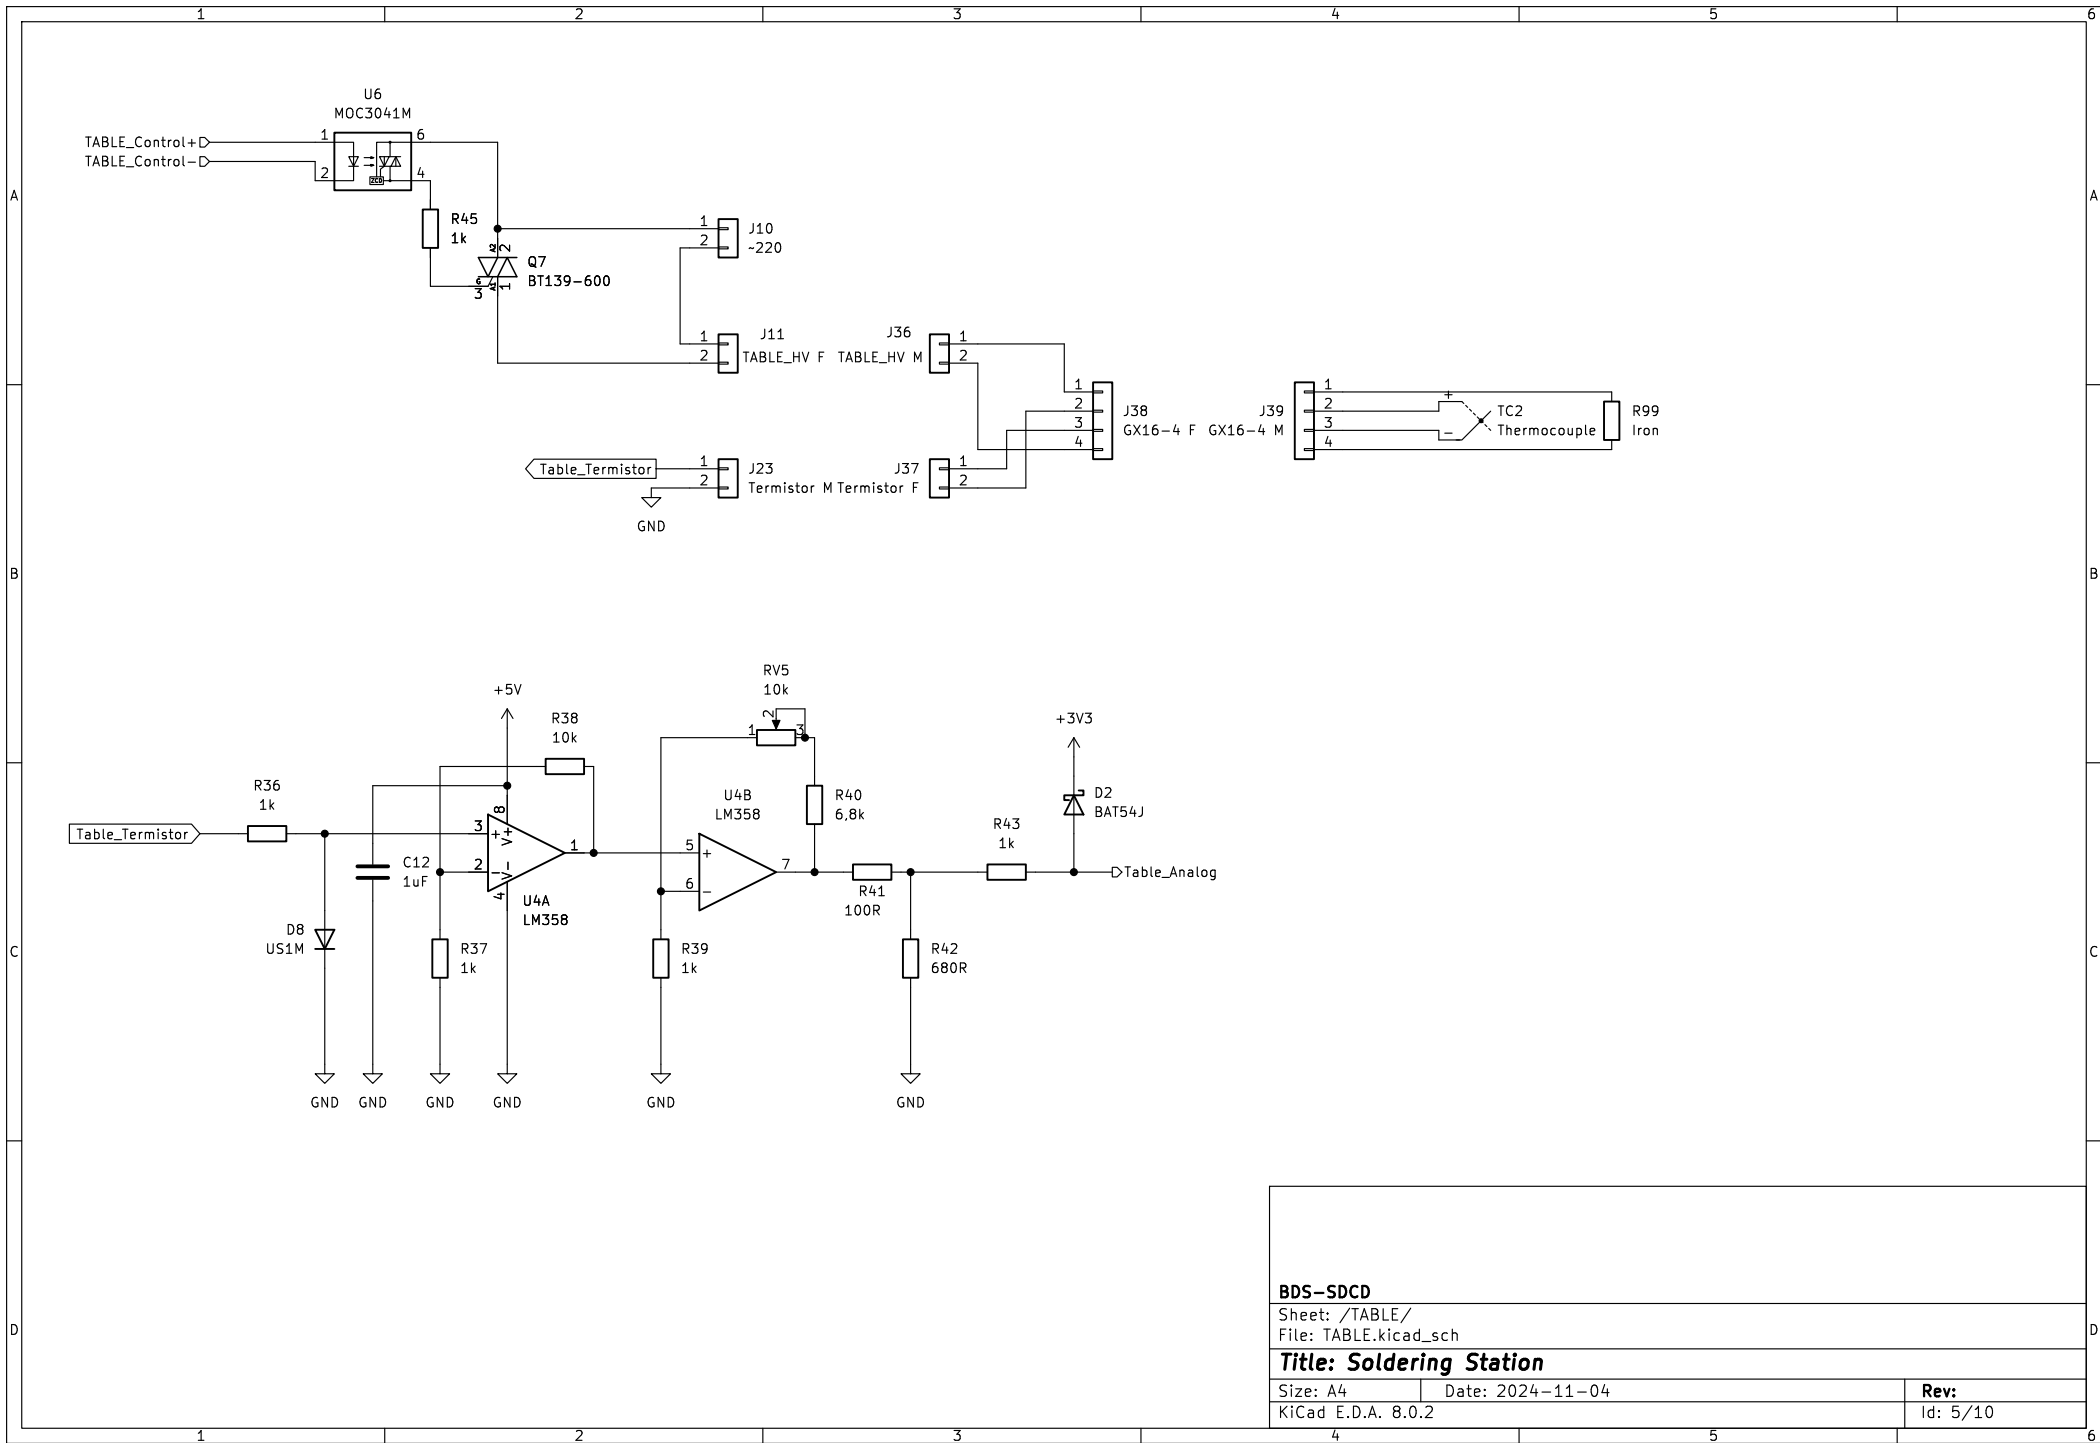 1 2 3 4 5 6
A A
B B
C C
D D
U6
MOC3041M
TABLE_Control+
TABLE_Control-
1
2
6
4
ZCD
R45
1k
A2
2
Q7
BT139-600
G
3
A1
1
1
2
J10
~220
1
2
J11
TABLE_HV F
J36
TABLE_HV M
1
2
1
2
3
4
J38
GX16-4 F
J39
GX16-4 M
1
2
3
4
+
-
TC2
Thermocouple
R99
Iron
Table_Termistor
GND
1
2
J23
Termistor M
J37
Termistor F
1
2
RV5
10k
1
2
3
+5V
R38
10k
+3V3
R36
1k
Table_Termistor
3
2
+
-
8
V+
V-
4
1
U4A
LM358
C12
1uF
U4B
LM358
5
6
+
-
7
R40
6,8k
R41
100R
R43
1k
D2
BAT54J
Table_Analog
D8
US1M
R37
1k
R39
1k
R42
680R
GND
GND
GND
GND
GND
GND
BDS-SDCD
Sheet: /TABLE/
File: TABLE.kicad_sch
Title: Soldering Station
Size: A4 Date: 2024-11-04 Rev:
KiCad E.D.A. 8.0.2 Id: 5/10
1 2 3 4 5 6